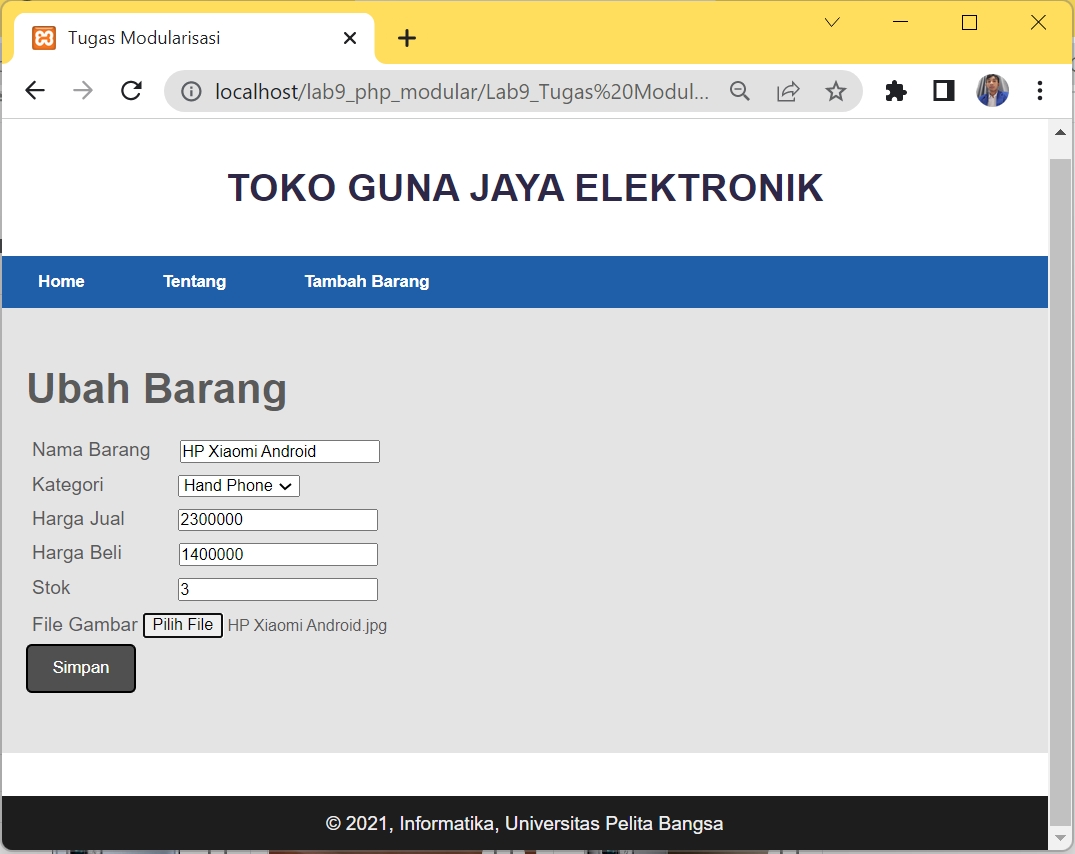 Tugas Modularisasi
localhost/lab9_php_modular/Lab9_Tugas%20Modul...
TOKO GUNA JAYA ELEKTRONIK
Home Tentang Tambah Barang
Ubah Barang
Nama Barang HP Xiaomi Android
Kategori Hand Phone
Harga Jual 2300000
Harga Beli 1400000
Stok 3
File Gambar Pilih File HP Xiaomi Android.jpg
Simpan
© 2021, Informatika, Universitas Pelita Bangsa